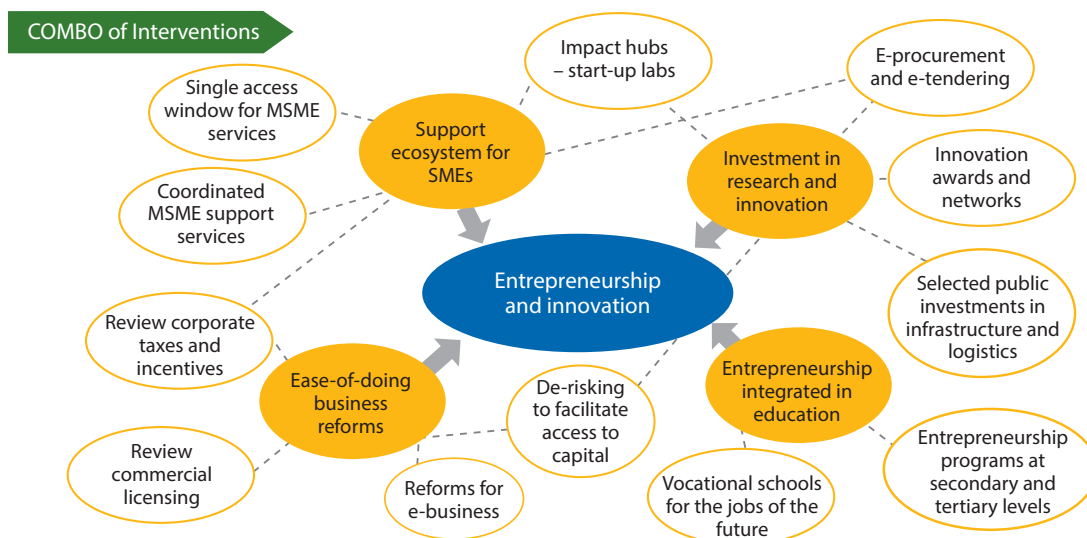 COMBO of Interventions
Impact hubs
– start-up labs
E-procurement
and e-tendering
Single access
window for MSME
services
Support
ecosystem for
SMEs
Investment in
research and
innovation
Innovation
awards and
networks
Coordinated
MSME support
services
Entrepreneurship
and innovation
Selected public
investments in
infrastructure and
logistics
Review corporate
taxes and
incentives
Ease-of-doing
business
reforms
De-risking
to facilitate
access to
capital
Entrepreneurship
integrated in
education
Review
commercial
licensing
Reforms for
e-business
Vocational schools
for the jobs of the
future
Entrepreneurship
programs at
secondary and
tertiary levels